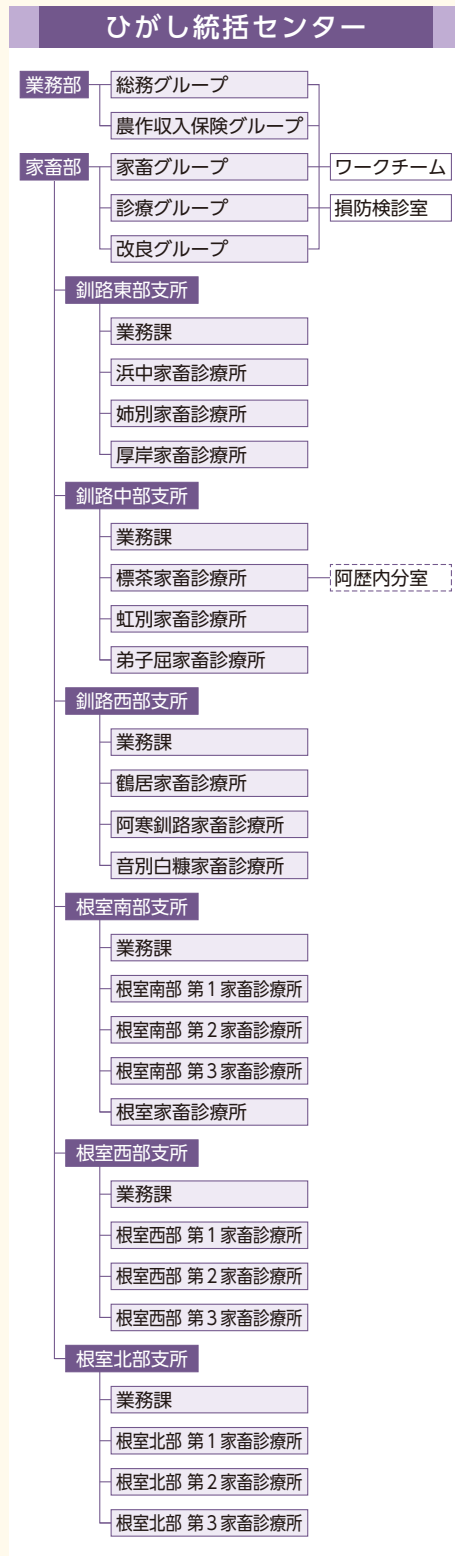 ひがし統括センター
業務部
総務グループ
農作収入保険グループ
家畜部
家畜グループ
ワークチーム
診療グループ
損防検診室
改良グループ
釧路東部支所
業務課
浜中家畜診療所
姉別家畜診療所
厚岸家畜診療所
釧路中部支所
業務課
標茶家畜診療所
阿歴内分室
虹別家畜診療所
弟子屈家畜診療所
釧路西部支所
業務課
鶴居家畜診療所
阿寒釧路家畜診療所
音別白糠家畜診療所
根室南部支所
業務課
根室南部 第1家畜診療所
根室南部 第2家畜診療所
根室南部 第3家畜診療所
根室家畜診療所
根室西部支所
業務課
根室西部 第1家畜診療所
根室西部 第2家畜診療所
根室西部 第3家畜診療所
根室北部支所
業務課
根室北部 第1家畜診療所
根室北部 第2家畜診療所
根室北部 第3家畜診療所